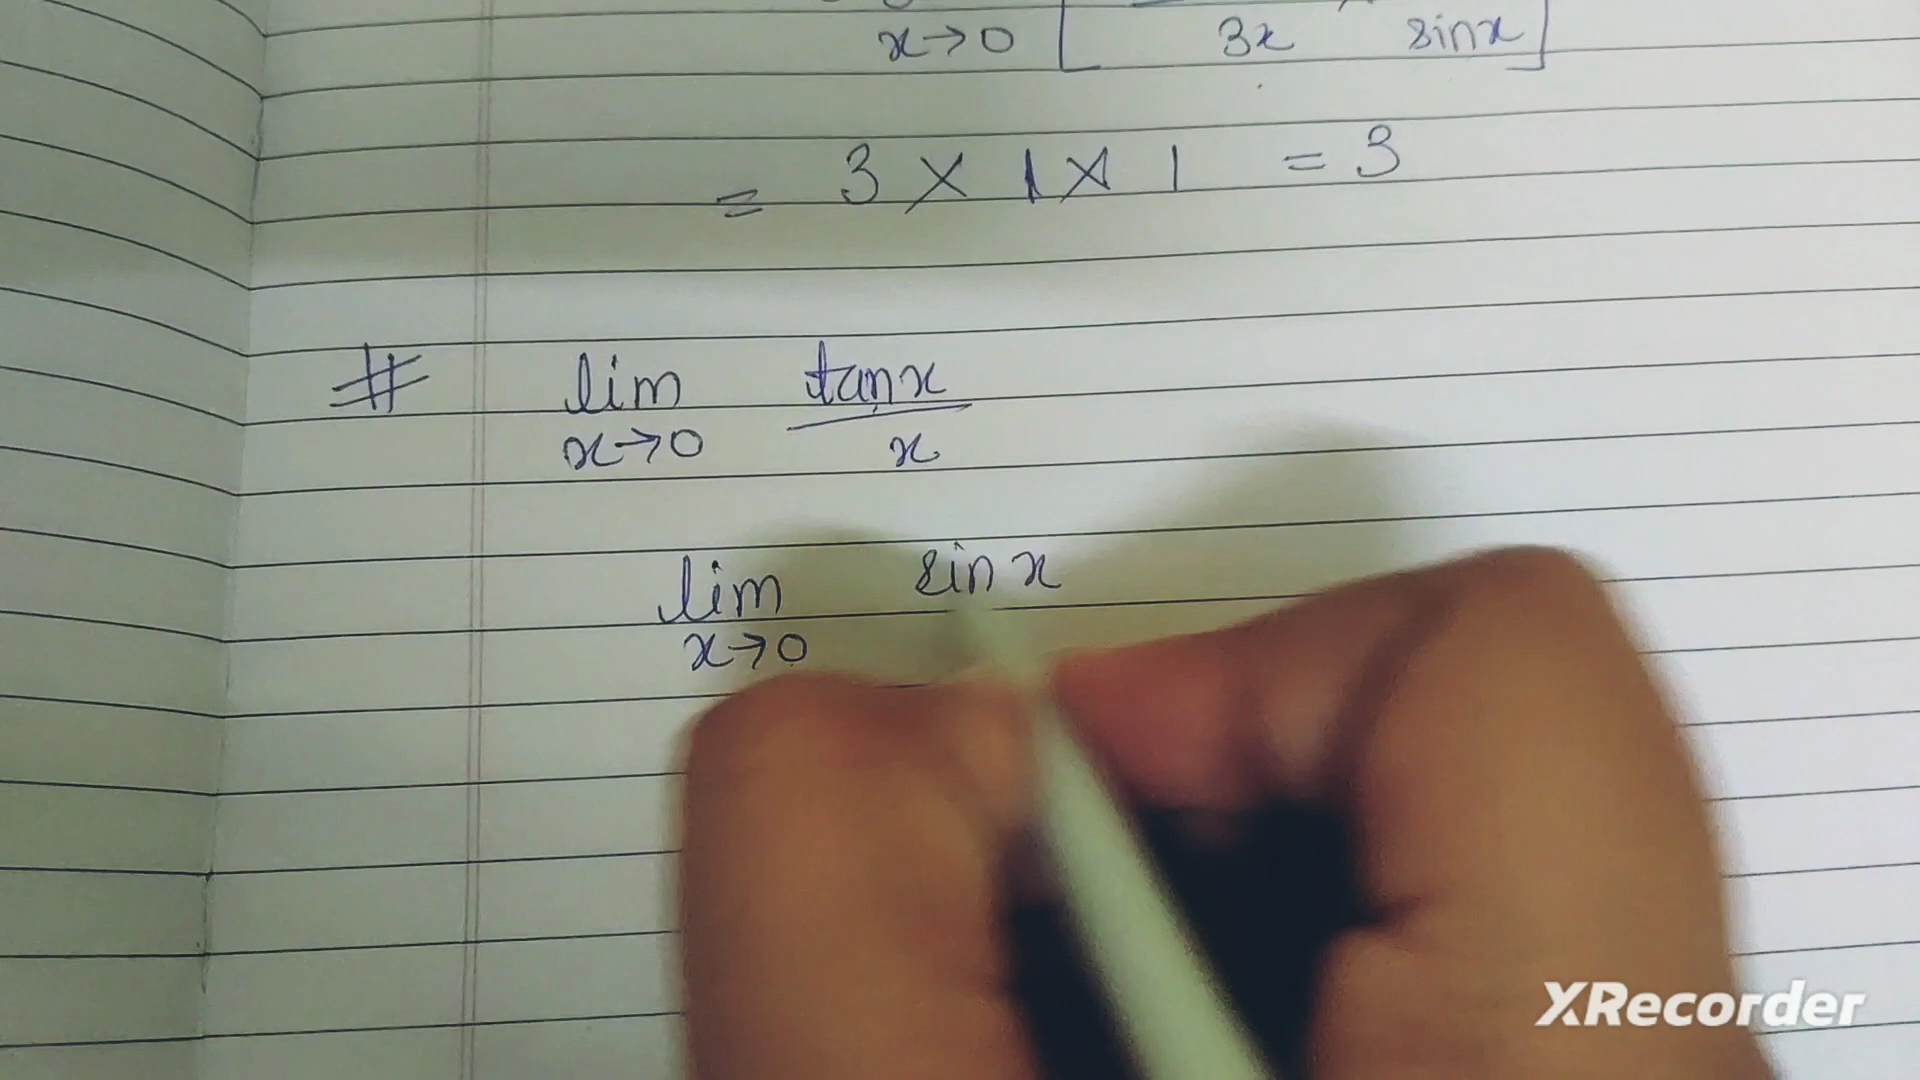 x→0 [ 3x sinx ]
= 3 × 1 × 1 = 3
# lim tanx
x→0 x
lim sinx
x→0
XRecorder